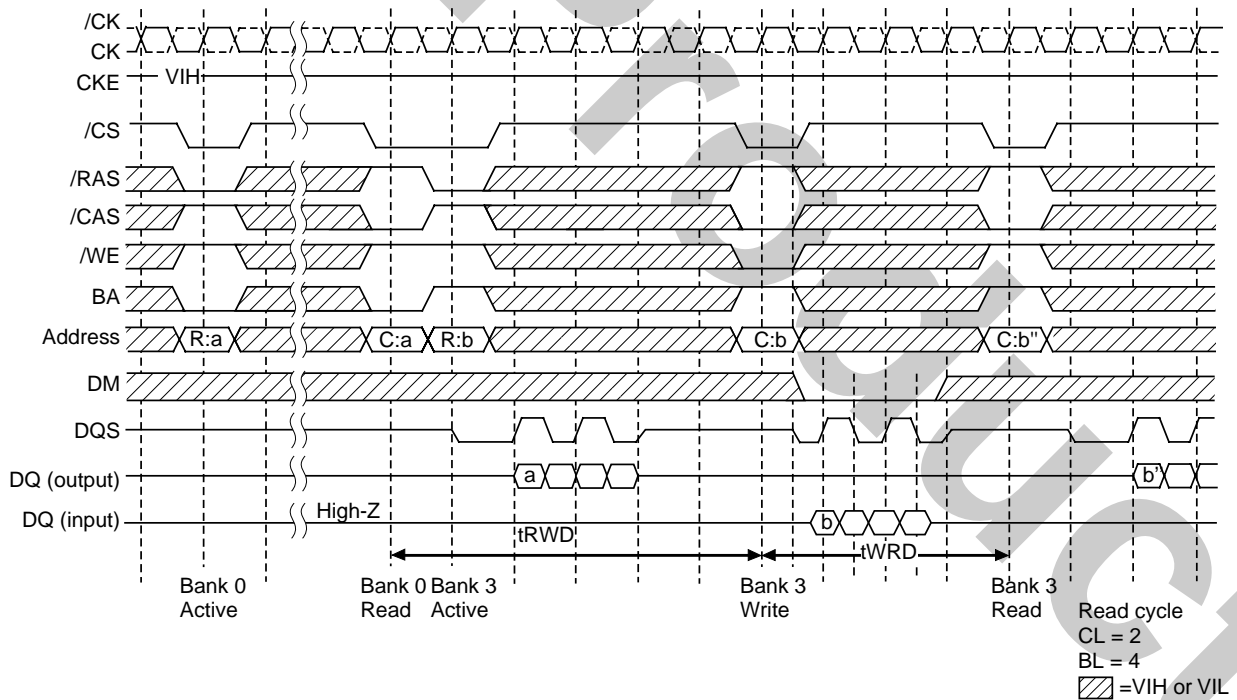 /CK
CK
CKE
VIH
/CS
/RAS
/CAS
/WE
BA
Address R:a C:a R:b C:b C:b"
DM
DQS
DQ (output) a b'
DQ (input) High-Z b
tRWD tWRD
Bank 0 Active
Bank 0 Read
Bank 3 Active
Bank 3 Write
Bank 3 Read
Read cycle
CL = 2
BL = 4
=VIH or VIL
Product